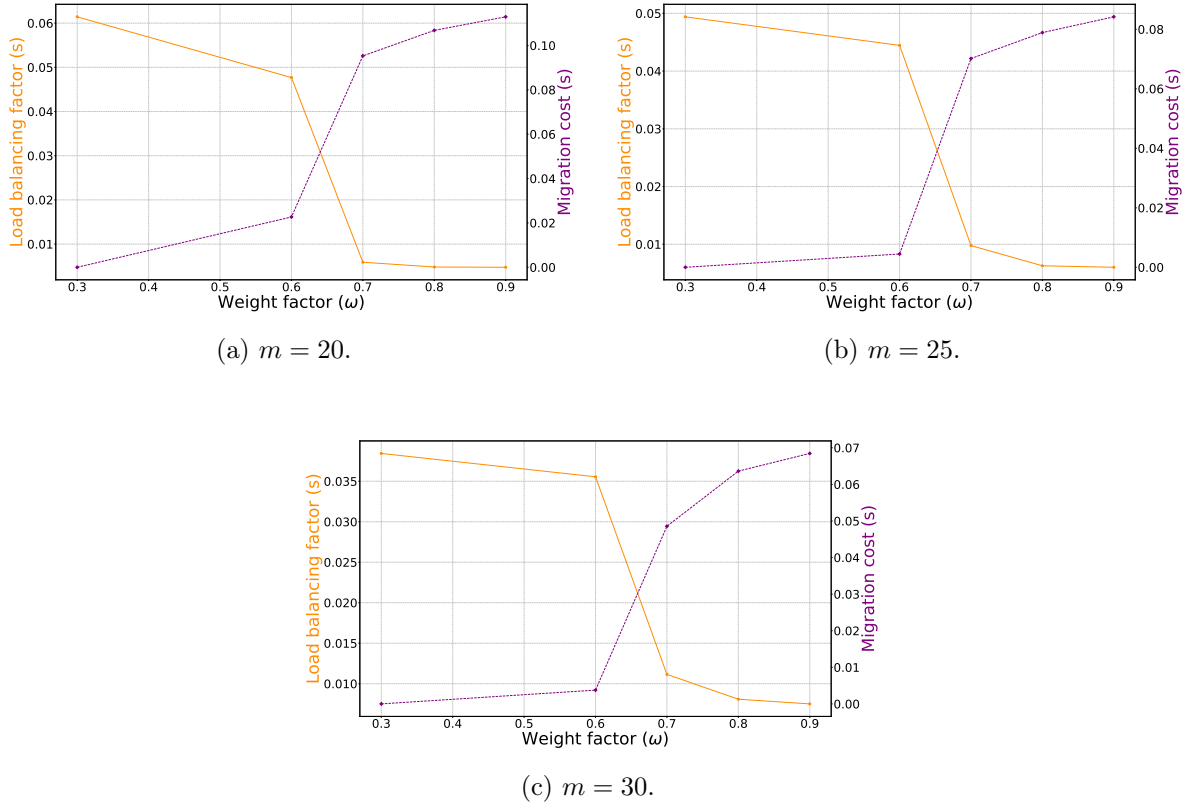 0.06
0.05
0.04
0.03
0.02
0.01
Load balancing factor (s)
0.10
0.08
0.06
0.04
0.02
0.00
Migration cost (s)
0.3 0.4 0.5 0.6 0.7 0.8 0.9
Weight factor (ω)
(a) m = 20.
0.05
0.04
0.03
0.02
0.01
Load balancing factor (s)
0.08
0.06
0.04
0.02
0.00
Migration cost (s)
0.3 0.4 0.5 0.6 0.7 0.8 0.9
Weight factor (ω)
(b) m = 25.
0.035
0.030
0.025
0.020
0.015
0.010
Load balancing factor (s)
0.07
0.06
0.05
0.04
0.03
0.02
0.01
0.00
Migration cost (s)
0.3 0.4 0.5 0.6 0.7 0.8 0.9
Weight factor (ω)
(c) m = 30.